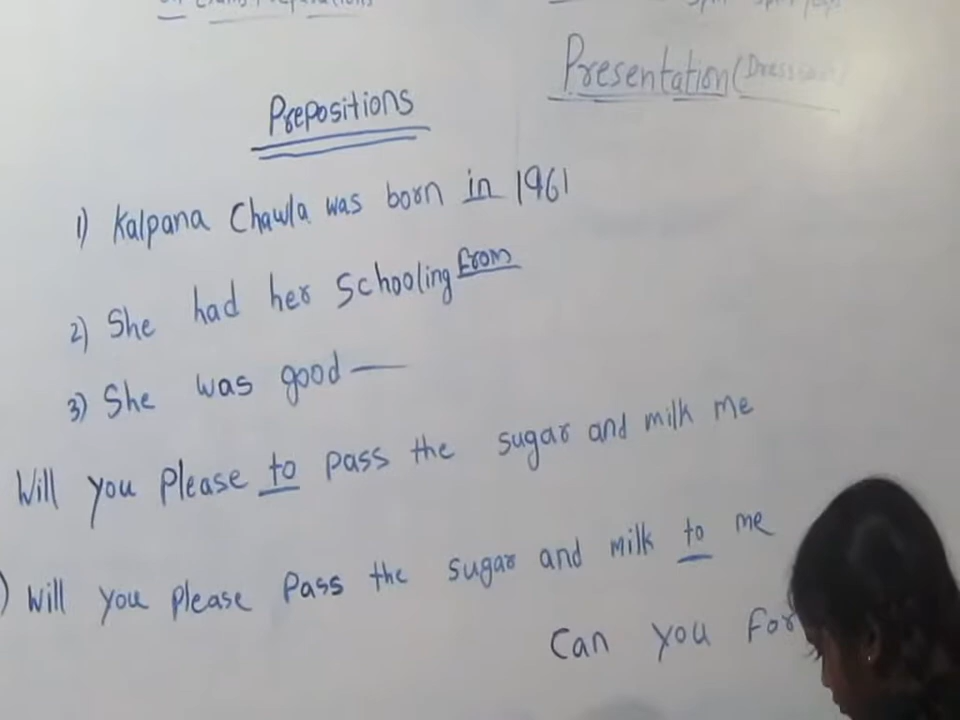 Presentation
Prepositions
1) Kalpana Chawla was born in 1961
2) She had her Schooling from
3) She was good —
Will you please to pass the sugar and milk me
) Will you please pass the sugar and milk to me
Can you for